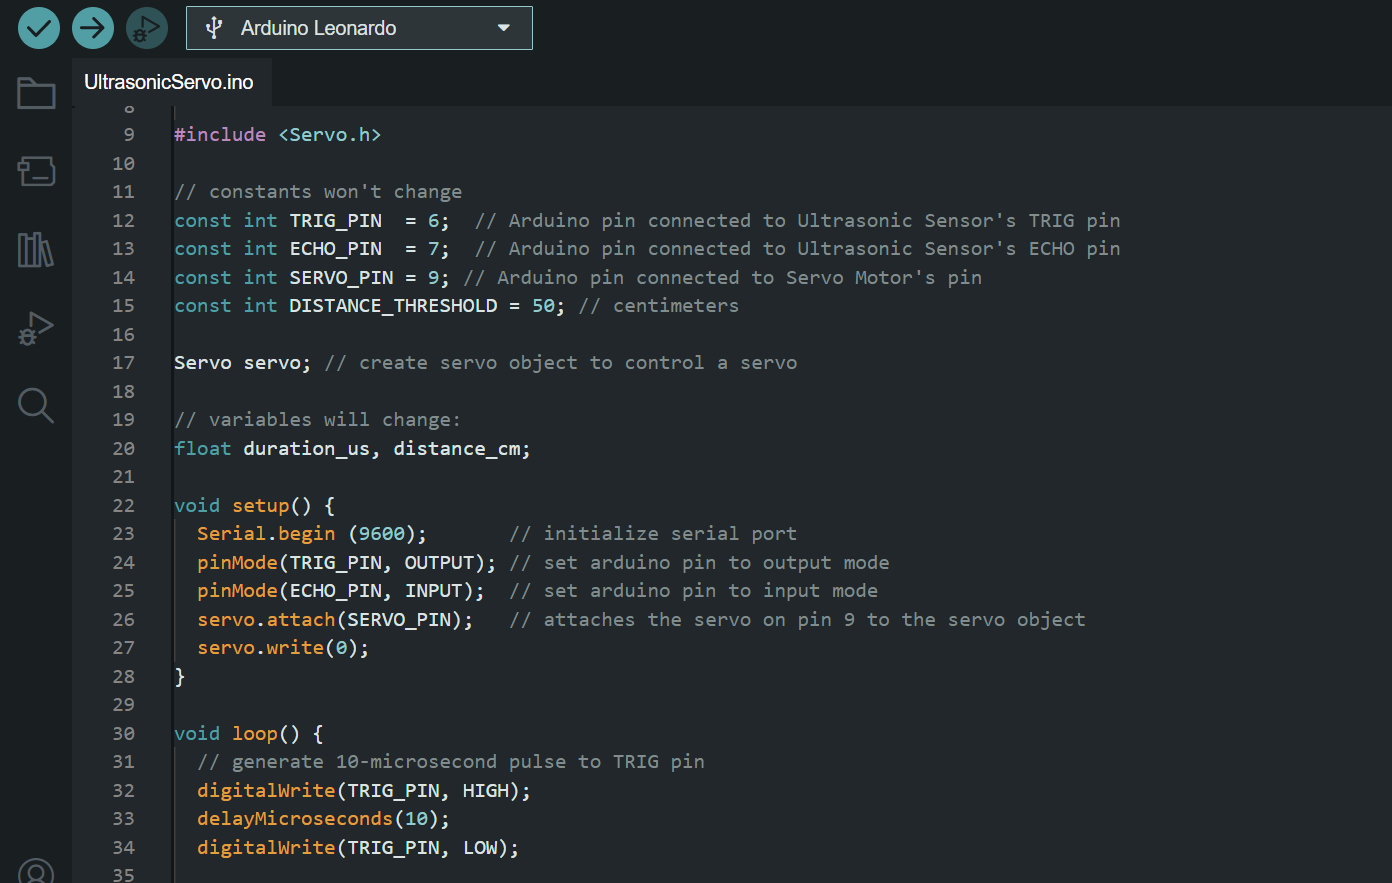 Arduino Leonardo
UltrasonicServo.ino
8
9 #include <Servo.h>
10
11 // constants won't change
12 const int TRIG_PIN  = 6;  // Arduino pin connected to Ultrasonic Sensor's TRIG pin
13 const int ECHO_PIN  = 7;  // Arduino pin connected to Ultrasonic Sensor's ECHO pin
14 const int SERVO_PIN = 9; // Arduino pin connected to Servo Motor's pin
15 const int DISTANCE_THRESHOLD = 50; // centimeters
16
17 Servo servo; // create servo object to control a servo
18
19 // variables will change:
20 float duration_us, distance_cm;
21
22 void setup() {
23   Serial.begin (9600);       // initialize serial port
24   pinMode(TRIG_PIN, OUTPUT); // set arduino pin to output mode
25   pinMode(ECHO_PIN, INPUT);  // set arduino pin to input mode
26   servo.attach(SERVO_PIN);   // attaches the servo on pin 9 to the servo object
27   servo.write(0);
28 }
29
30 void loop() {
31   // generate 10-microsecond pulse to TRIG pin
32   digitalWrite(TRIG_PIN, HIGH);
33   delayMicroseconds(10);
34   digitalWrite(TRIG_PIN, LOW);
35